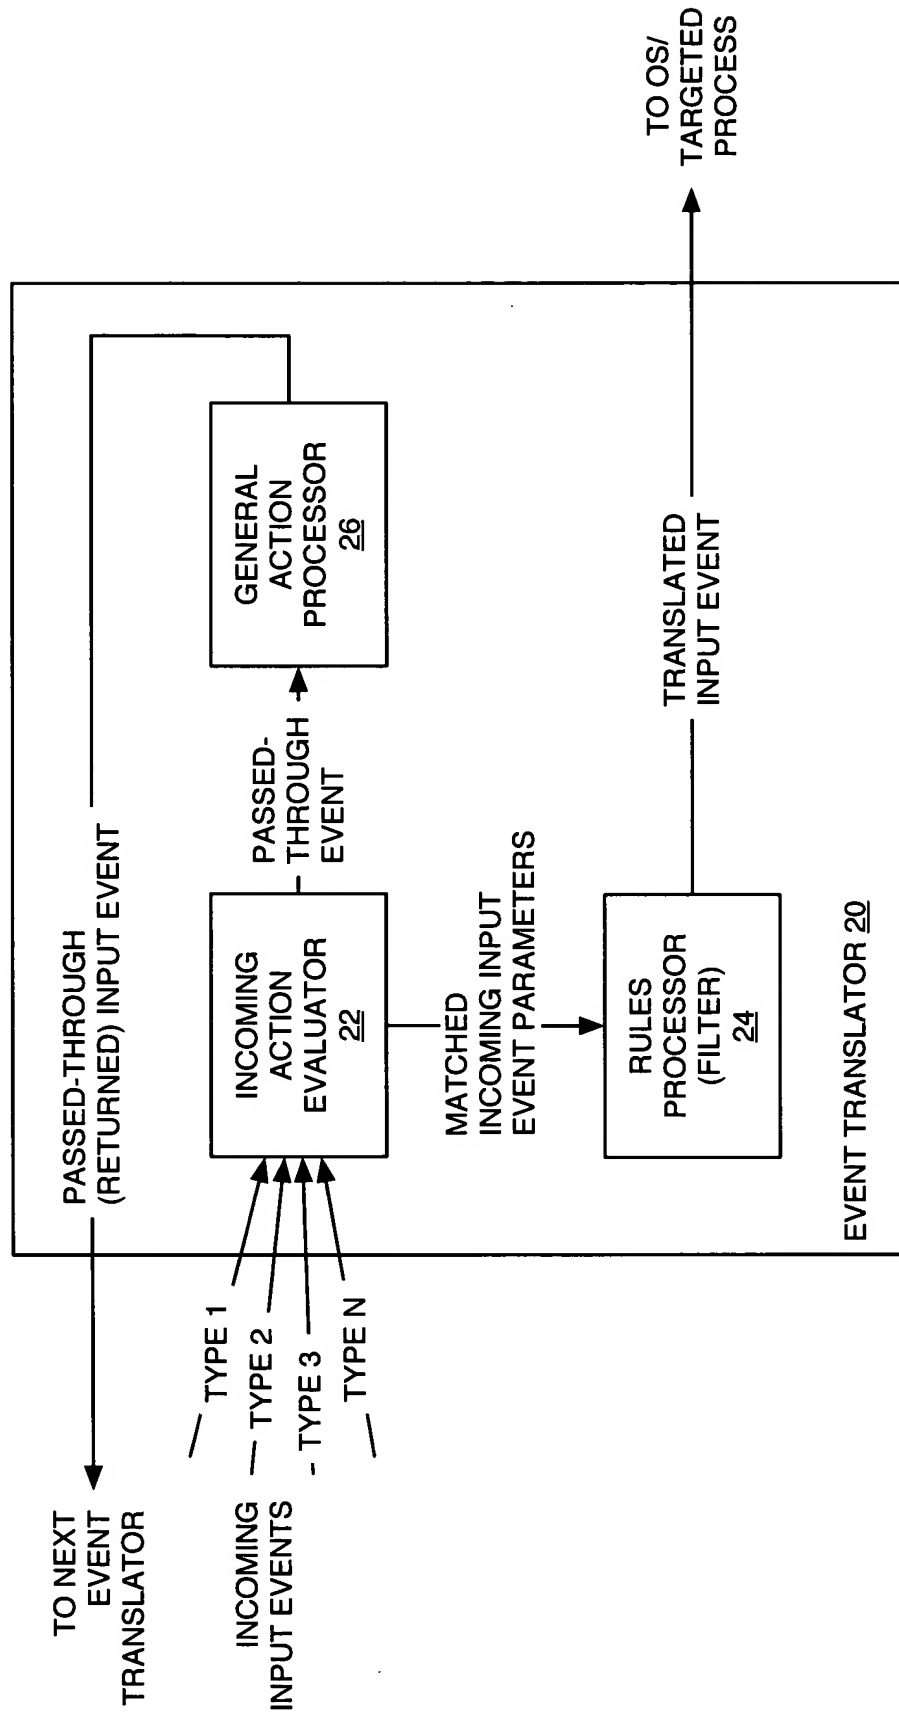 TO NEXT
EVENT
TRANSLATOR
PASSED-THROUGH
(RETURNED) INPUT EVENT
INCOMING
INPUT EVENTS
TYPE 1
TYPE 2
TYPE 3
TYPE N
INCOMING
ACTION
EVALUATOR
22
PASSED-
THROUGH
EVENT
GENERAL
ACTION
PROCESSOR
26
MATCHED
INCOMING INPUT
EVENT PARAMETERS
RULES
PROCESSOR
(FILTER)
24
TRANSLATED
INPUT EVENT
TO OS/
TARGETED
PROCESS
EVENT TRANSLATOR 20